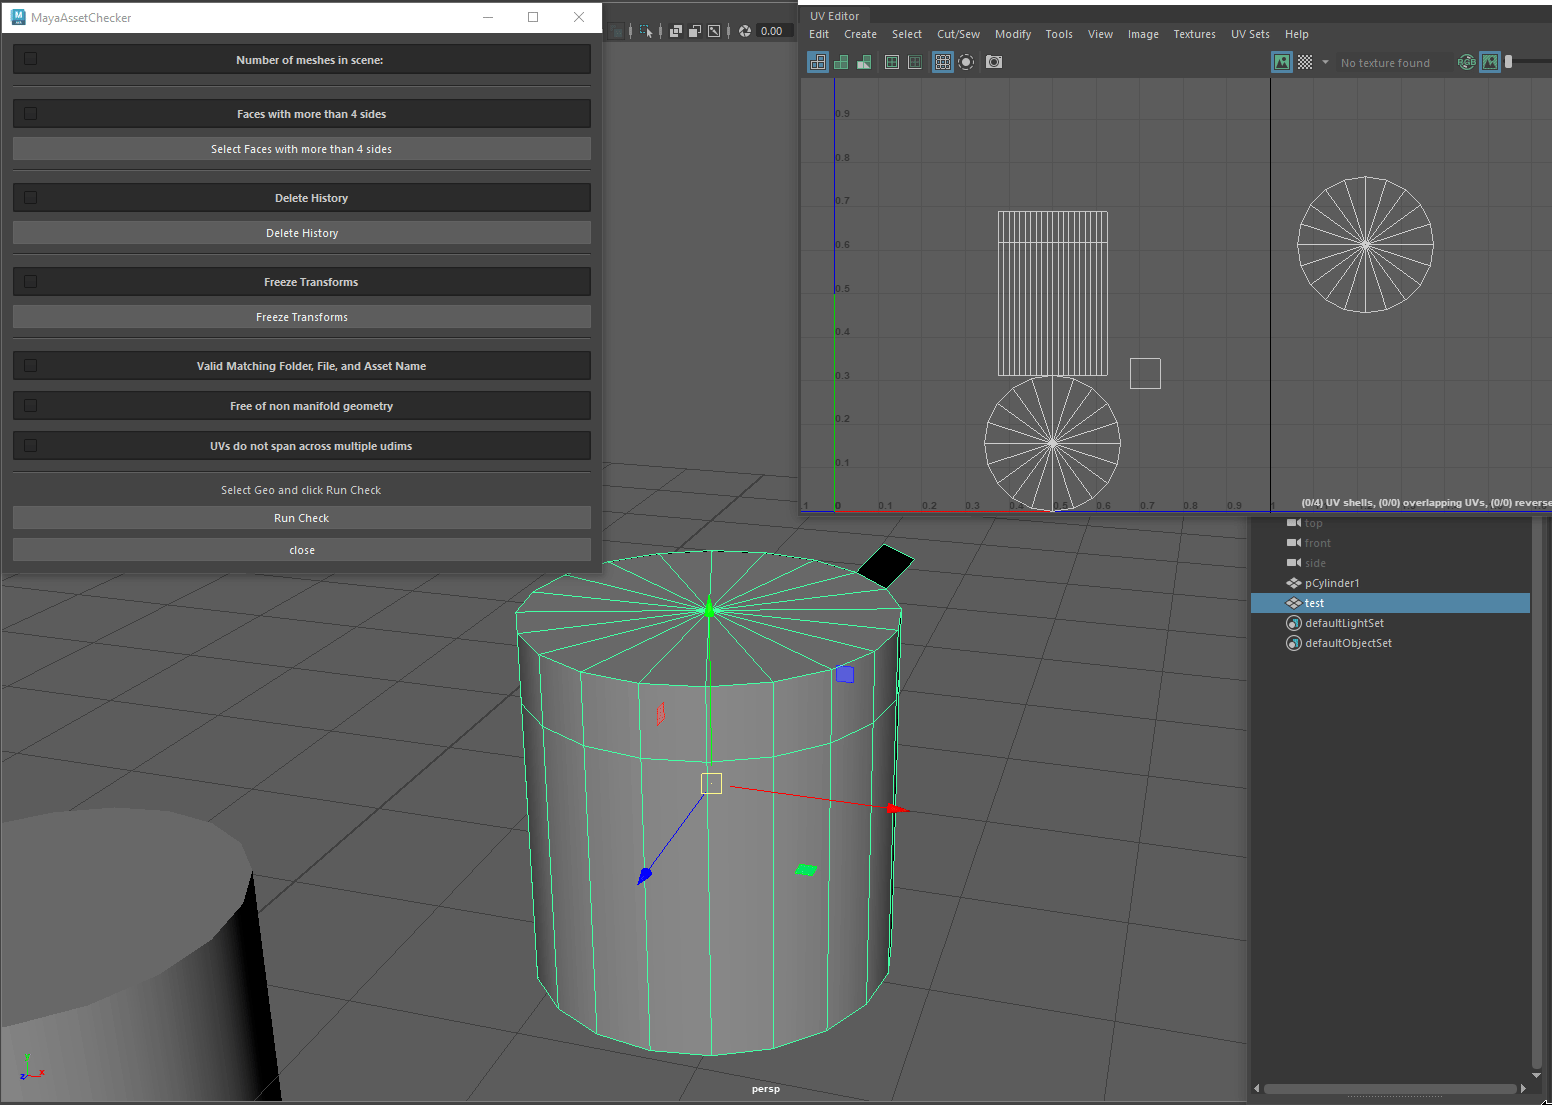 MayaAssetChecker
Number of meshes in scene:
Faces with more than 4 sides
Select Faces with more than 4 sides
Delete History
Delete History
Freeze Transforms
Freeze Transforms
Valid Matching Folder, File, and Asset Name
Free of non manifold geometry
UVs do not span across multiple udims
Select Geo and click Run Check
Run Check
close
0.00
UV Editor
File Edit Create Select Cut/Sew Modify Tools View Image Textures UV Sets Help
No texture found
RGB
0.9
0.8
0.7
0.6
0.5
0.4
0.3
0.2
0.1
.1 0 0.1 0.2 0.3 0.4 0.5 0.6 0.7 0.8 0.9 1
(0/4) UV shells, (0/0) overlapping UVs, (0/0) reverse
top
front
side
pCylinder1
test
defaultLightSet
defaultObjectSet
y
z x
persp